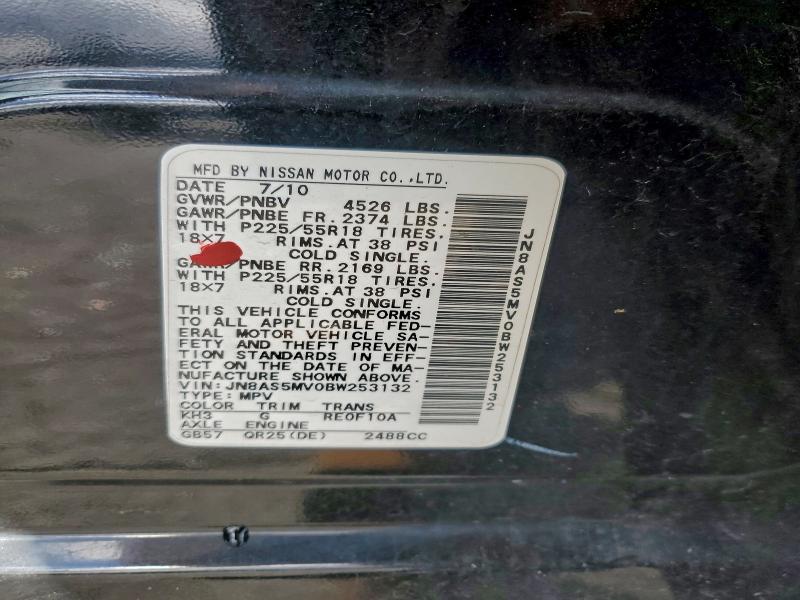 MFD BY NISSAN MOTOR CO.,LTD.
DATE 7/10
GVWR/PNBV 4526 LBS.
GAWR/PNBE FR. 2374 LBS.
WITH P225/55R18 TIRES.
18×7 RIMS.AT 38 PSI
COLD SINGLE.
PNBE RR. 2169 LBS.
WITH P225/55R18 TIRES.
18×7 RIMS.AT 38 PSI
COLD SINGLE.
THIS VEHICLE CONFORMS
TO ALL APPLICABLE FED-
ERAL MOTOR VEHICLE SA-
FETY AND THEFT PREVEN-
TION STANDARDS IN EFF-
ECT ON THE DATE OF MA-
NUFACTURE SHOWN ABOVE.
VIN: JN8AS5MV0BW253132
TYPE: MPV
COLOR TRIM TRANS
KH3 G RE0F10A
AXLE ENGINE
GB57 QR25(DE) 2488CC
JN8AS5MV0BW253132